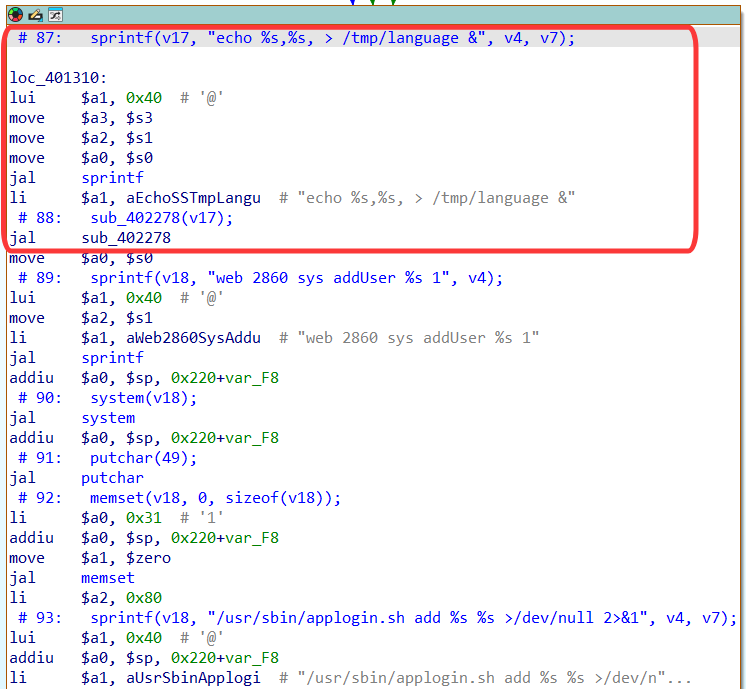 # 87:   sprintf(v17, "echo %s,%s, > /tmp/language &", v4, v7);
loc_401310:
lui     $a1, 0x40  # '@'
move    $a3, $s3
move    $a2, $s1
move    $a0, $s0
jal     sprintf
li      $a1, aEchoSSTmpLangu  # "echo %s,%s, > /tmp/language &"
# 88:   sub_402278(v17);
jal     sub_402278
move    $a0, $s0
# 89:   sprintf(v18, "web 2860 sys addUser %s 1", v4);
lui     $a1, 0x40  # '@'
move    $a2, $s1
li      $a1, aWeb2860SysAddu  # "web 2860 sys addUser %s 1"
jal     sprintf
addiu   $a0, $sp, 0x220+var_F8
# 90:   system(v18);
jal     system
addiu   $a0, $sp, 0x220+var_F8
# 91:   putchar(49);
jal     putchar
# 92:   memset(v18, 0, sizeof(v18));
li      $a0, 0x31  # '1'
addiu   $a0, $sp, 0x220+var_F8
move    $a1, $zero
jal     memset
li      $a2, 0x80
# 93:   sprintf(v18, "/usr/sbin/applogin.sh add %s %s >/dev/null 2>&1", v4, v7);
lui     $a1, 0x40  # '@'
addiu   $a0, $sp, 0x220+var_F8
li      $a1, aUsrSbinApplogi  # "/usr/sbin/applogin.sh add %s %s >/dev/n"...